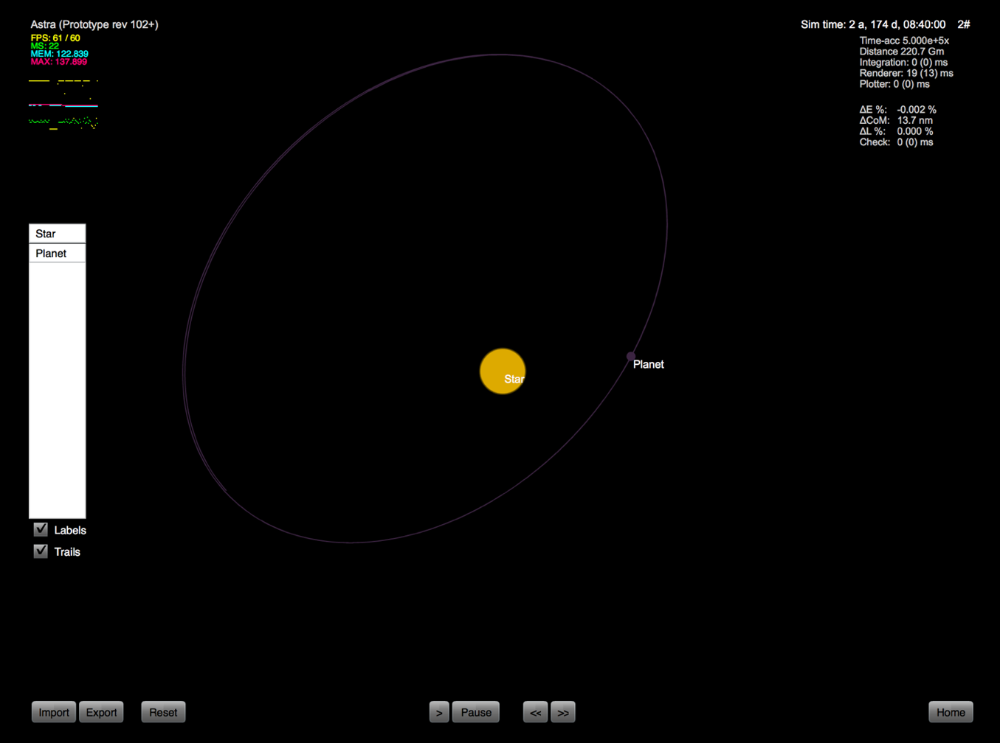 Astra (Prototype rev 102+)
FPS: 61 / 60
MS: 22
MEM: 122.839
MAX: 137.899
Sim time: 2 a, 174 d, 08:40:00 2#
Time-acc 5.000e+5x
Distance 220.7 Gm
Integration: 0 (0) ms
Renderer: 19 (13) ms
Plotter: 0 (0) ms
ΔE %: -0.002 %
ΔCoM: 13.7 nm
ΔL %: 0.000 %
Check: 0 (0) ms
Star
Planet
Planet
Star
Labels
Trails
Import Export Reset > Pause << >> Home